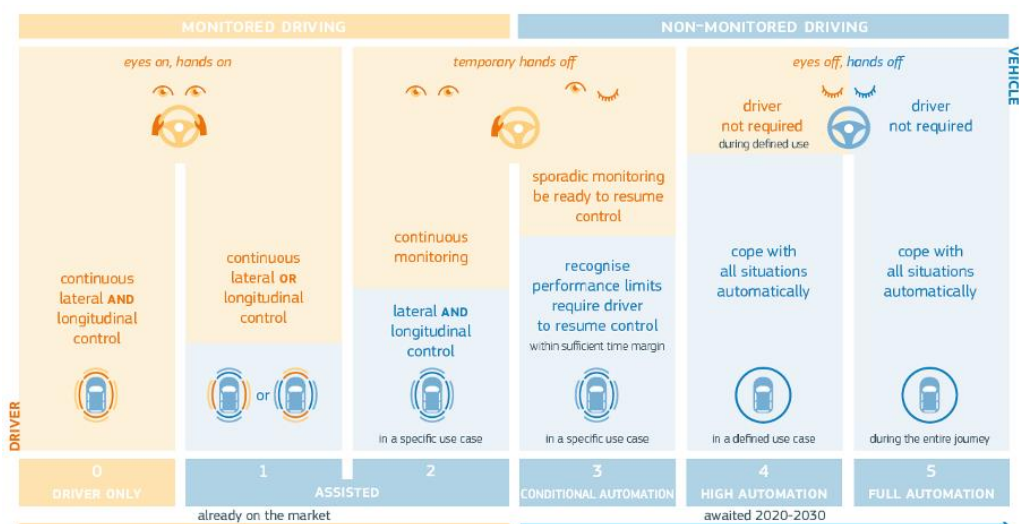 MONITORED DRIVING
NON-MONITORED DRIVING
VEHICLE
eyes on, hands on
temporary hands off
eyes off, hands off
driver
not required
during defined use
driver
not required
sporadic monitoring
be ready to resume
control
continuous
lateral AND
longitudinal
control
continuous
lateral OR
longitudinal
control
continuous
monitoring
lateral AND
longitudinal
control
recognise
performance limits
require driver
to resume control
within sufficient time margin
cope with
all situations
automatically
cope with
all situations
automatically
or
DRIVER
in a specific use case
in a specific use case
in a defined use case
during the entire journey
0
DRIVER ONLY
1
2
ASSISTED
3
CONDITIONAL AUTOMATION
4
HIGH AUTOMATION
5
FULL AUTOMATION
already on the market
awaited 2020-2030